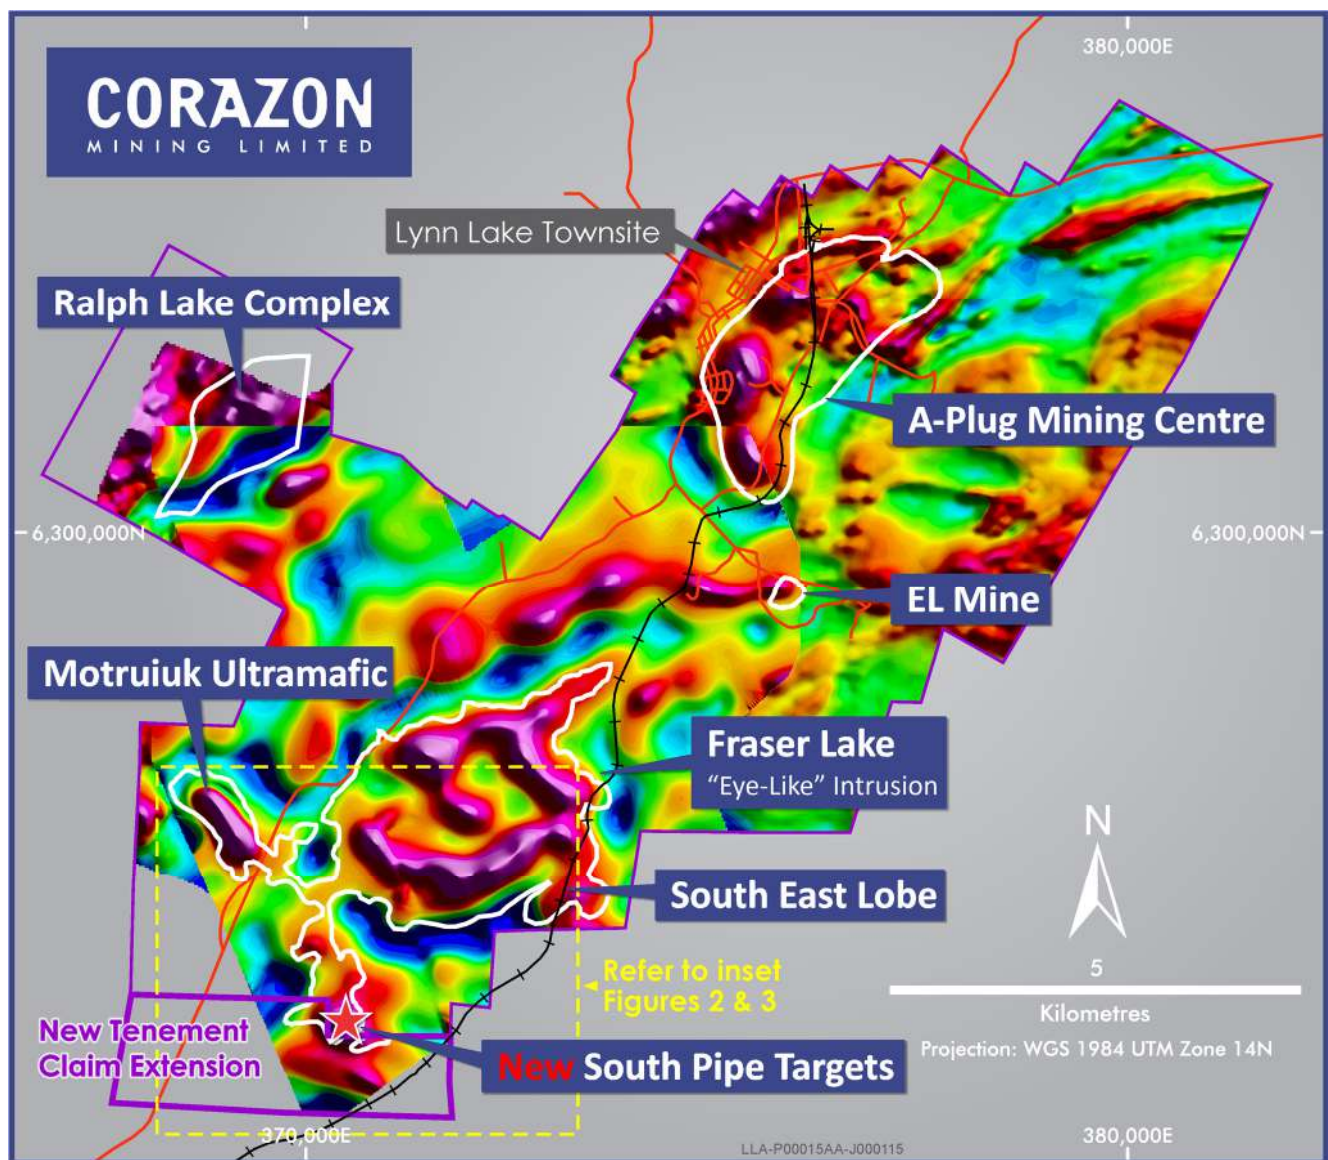 CORAZON
MINING LIMITED
380,000E
Lynn Lake Townsite
Ralph Lake Complex
A-Plug Mining Centre
6,300,000N
6,300,000N
EL Mine
Motruiuk Ultramafic
Fraser Lake
“Eye-Like” Intrusion
N
South East Lobe
Refer to inset
Figures 2 & 3
5
Kilometres
New Tenement
Claim Extension
Projection: WGS 1984 UTM Zone 14N
New South Pipe Targets
370,000E
380,000E
LLA-P00015AA-J000115